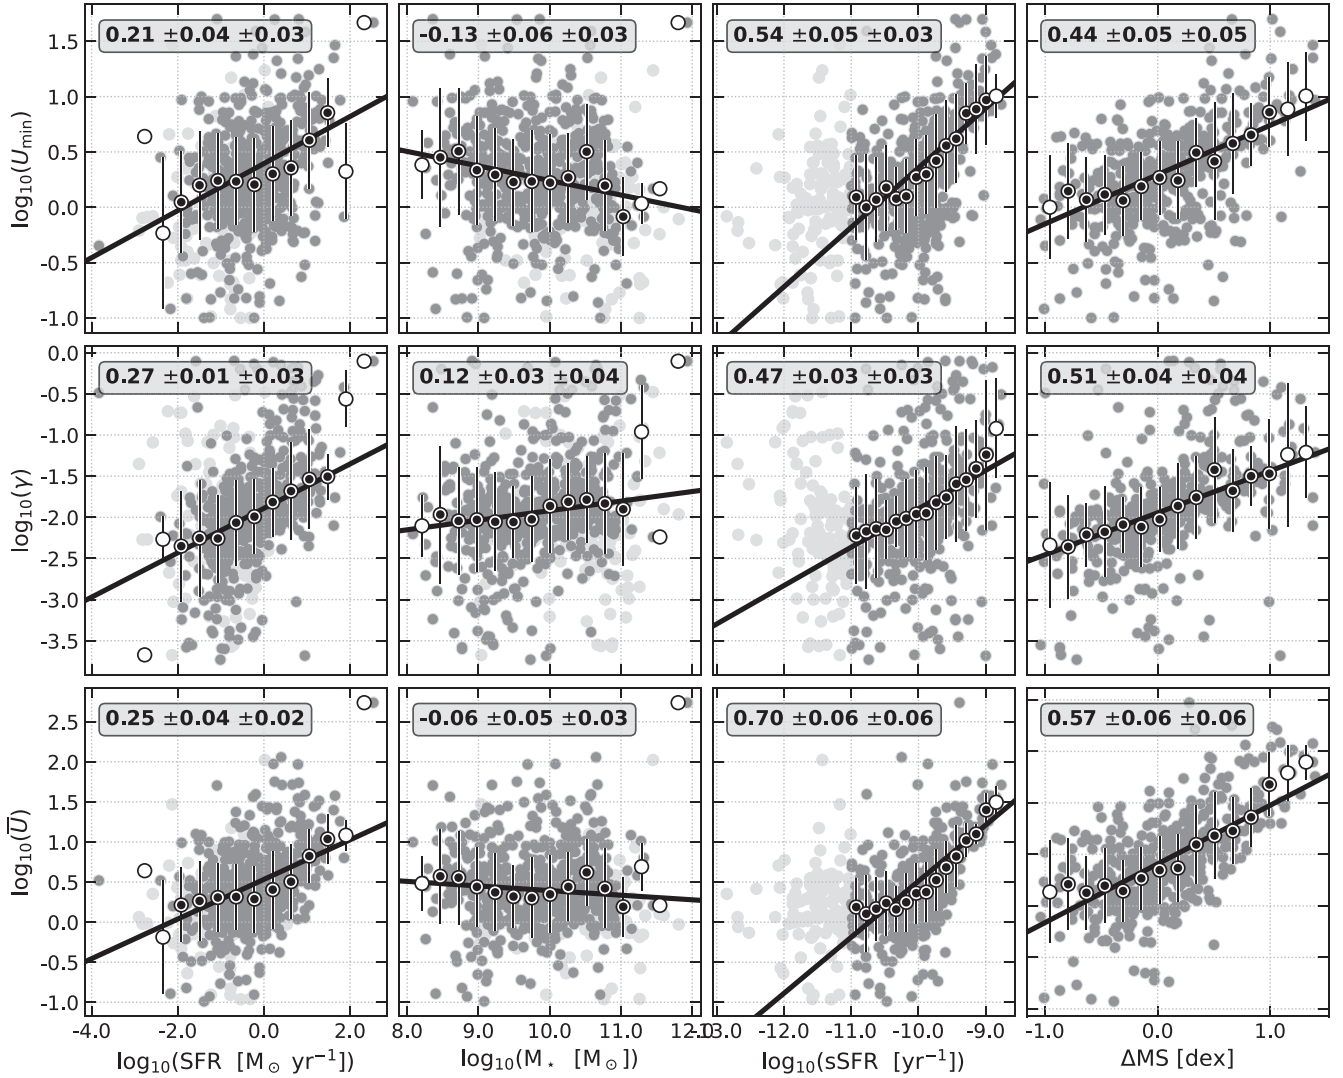 0.21 ±0.04 ±0.03
-0.13 ±0.06 ±0.03
0.54 ±0.05 ±0.03
0.44 ±0.05 ±0.05
1.5
1.0
0.5
0.0
-0.5
-1.0
log₁₀(U_min)
0.27 ±0.01 ±0.03
0.12 ±0.03 ±0.04
0.47 ±0.03 ±0.03
0.51 ±0.04 ±0.04
0.0
-0.5
-1.0
-1.5
-2.0
-2.5
-3.0
-3.5
log₁₀(γ)
0.25 ±0.04 ±0.02
-0.06 ±0.05 ±0.03
0.70 ±0.06 ±0.06
0.57 ±0.06 ±0.06
2.5
2.0
1.5
1.0
0.5
0.0
-0.5
-1.0
log₁₀(U̅)
-4.0 -2.0 0.0 2.0
8.0 9.0 10.0 11.0 12.0
-13.0 -12.0 -11.0 -10.0 -9.0
-1.0 0.0 1.0
log₁₀(SFR [M⊙ yr⁻¹])
log₁₀(M⋆ [M⊙])
log₁₀(sSFR [yr⁻¹])
ΔMS [dex]